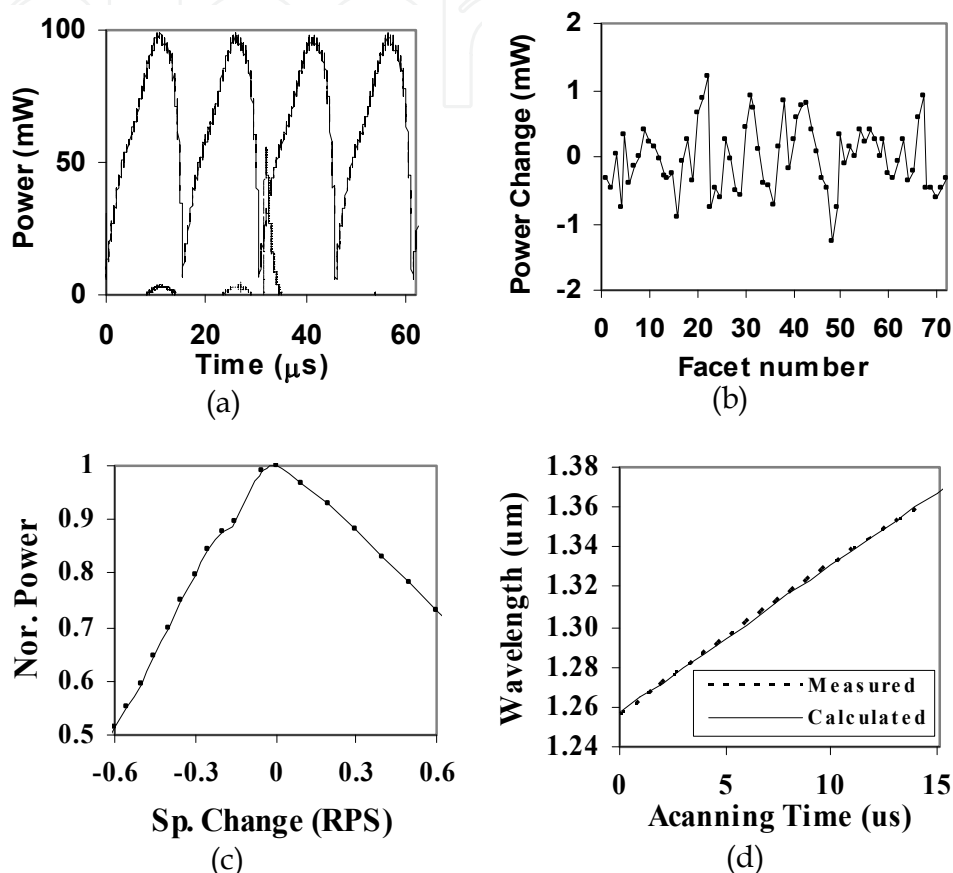 100
50
0
Power (mW)
0 20 40 60
Time (μs)
(a)
2
1
0
-1
-2
Power Change (mW)
0 10 20 30 40 50 60 70
Facet number
(b)
1
0.9
0.8
0.7
0.6
0.5
Nor. Power
-0.6 -0.3 0 0.3 0.6
Sp. Change (RPS)
(c)
1.38
1.36
1.33
1.30
1.28
1.26
1.24
Wavelength (um)
Measured
Calculated
0 5 10 15
Acanning Time (us)
(d)